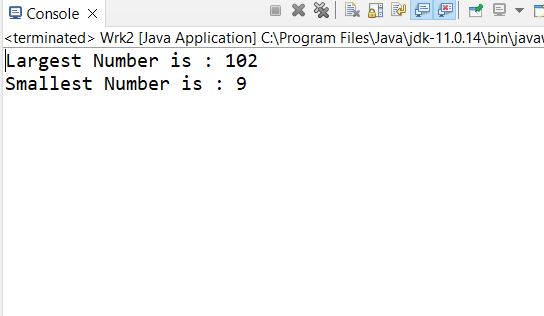 Console
<terminated> Wrk2 [Java Application] C:\Program Files\Java\jdk-11.0.14\bin\javaw
Largest Number is : 102
Smallest Number is : 9